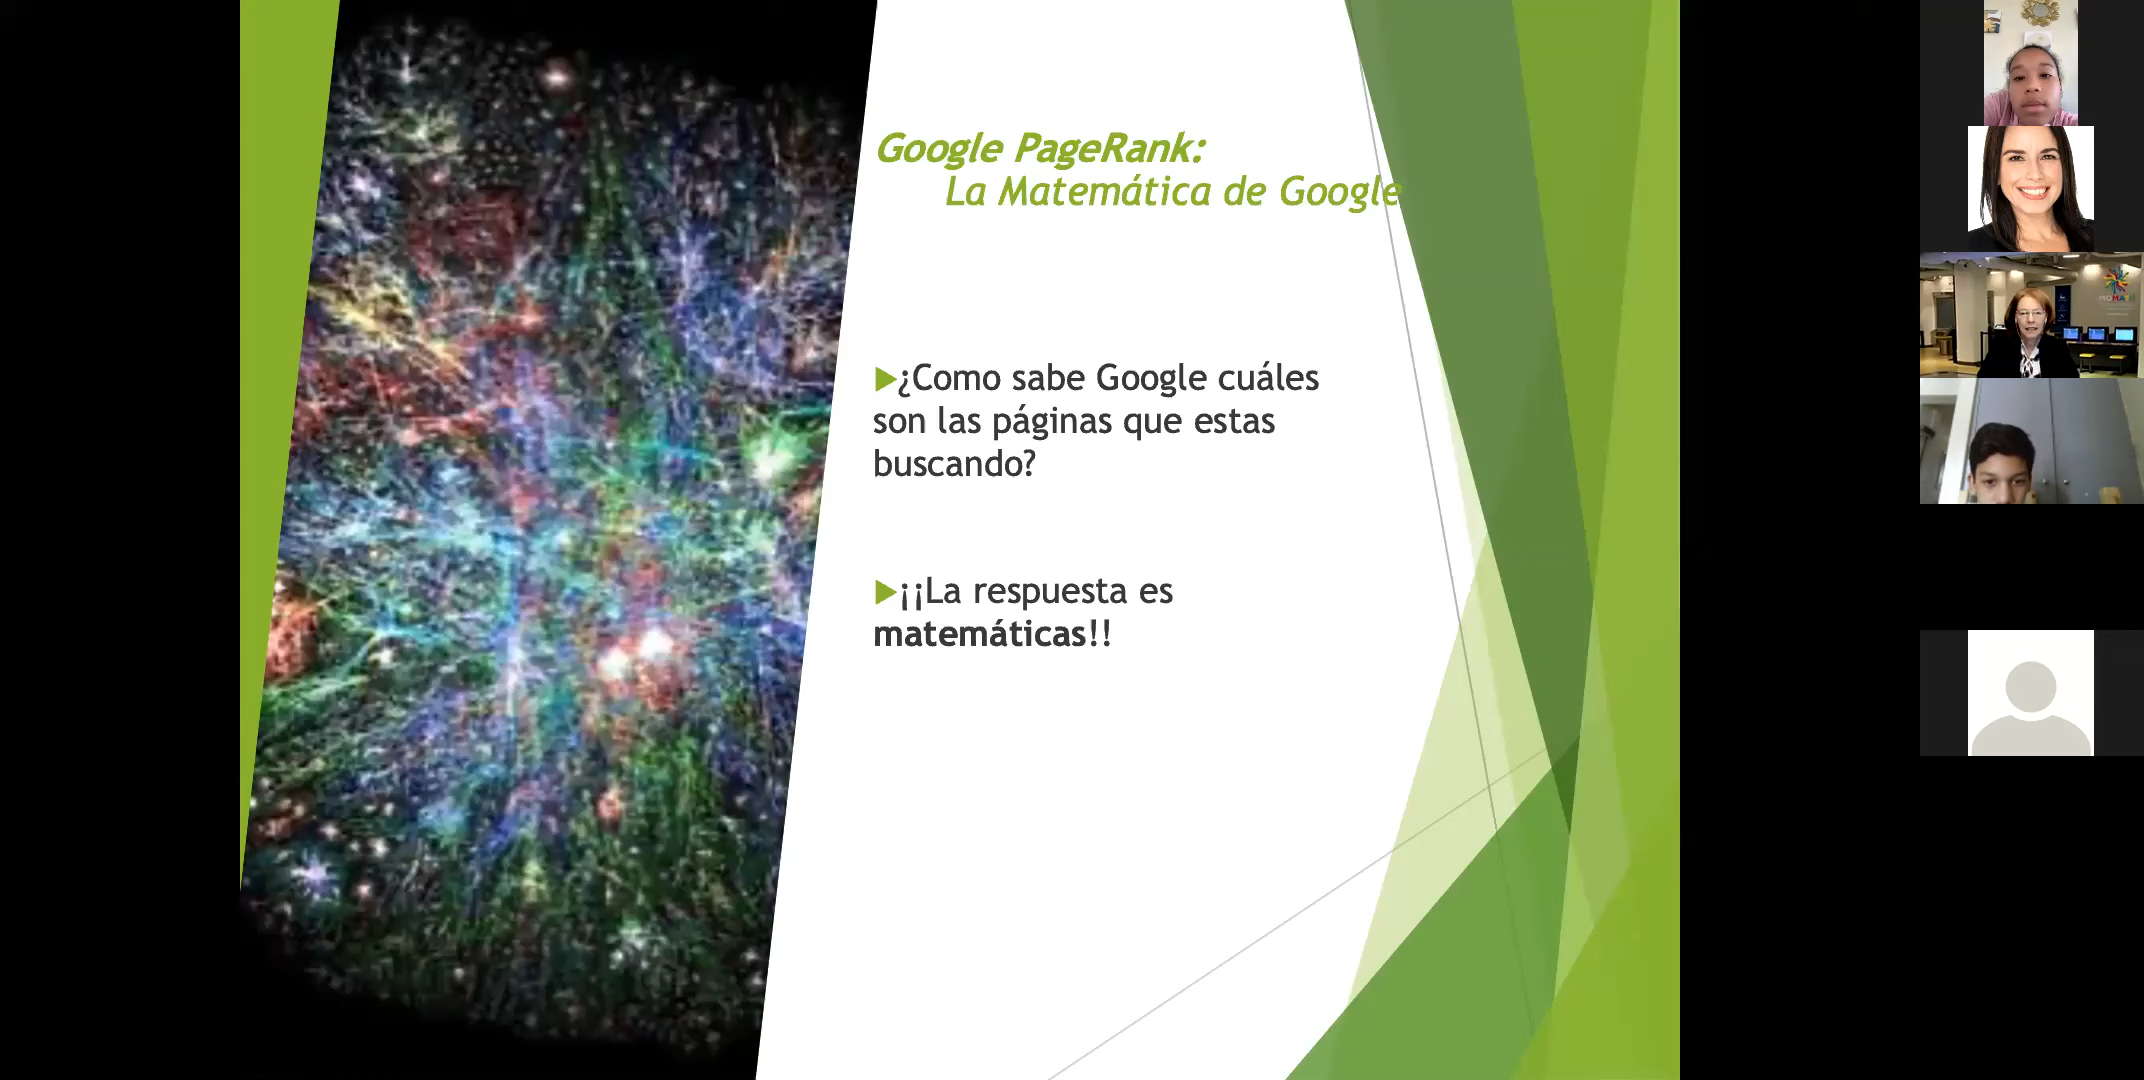 Google PageRank:
La Matemática de Google
¿Como sabe Google cuáles
son las páginas que estas
buscando?
¡¡La respuesta es
matemáticas!!
MOMATH